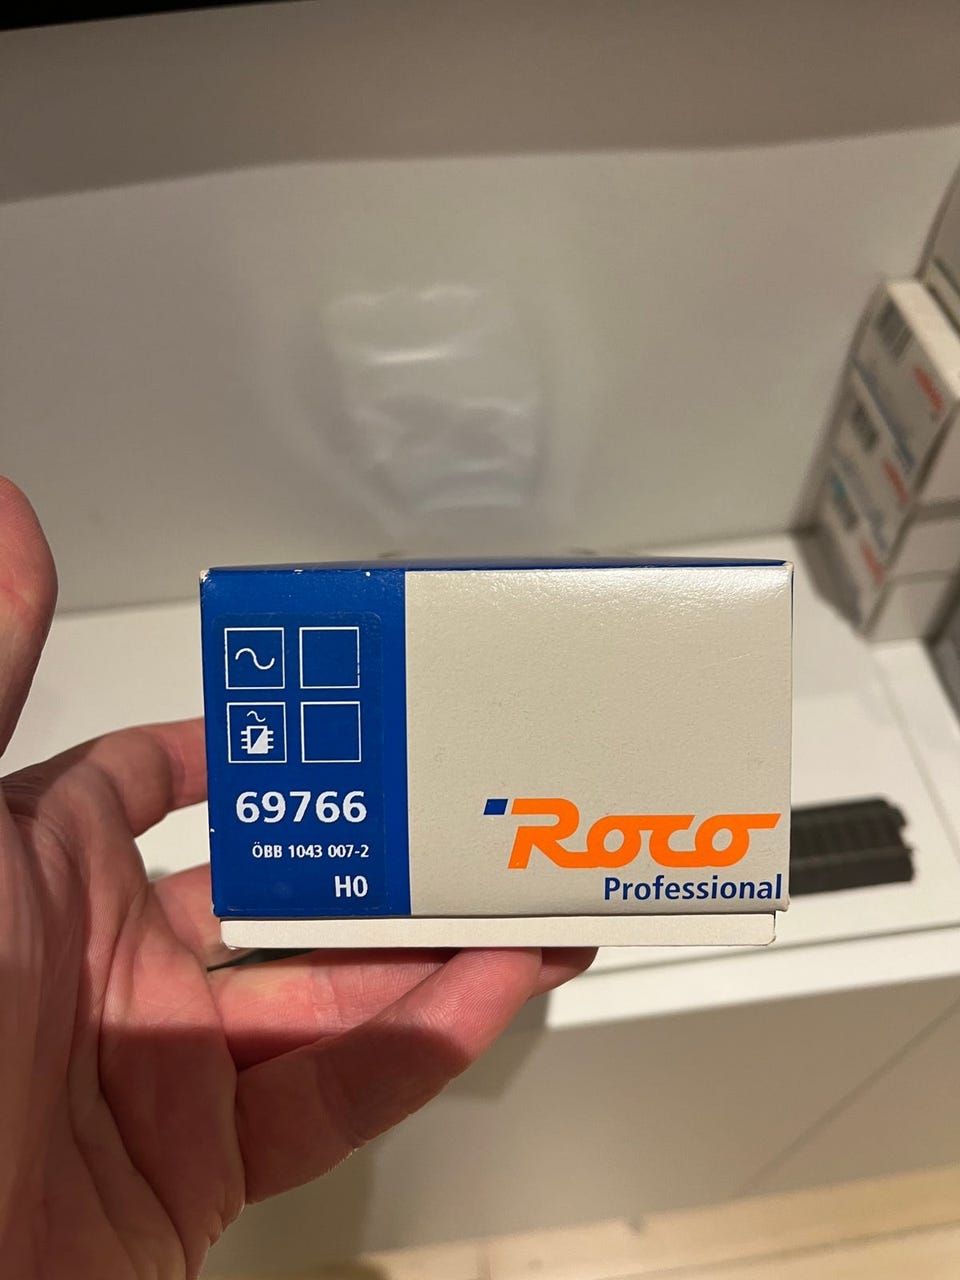 69766
ÖBB 1043 007-2
H0
Roco
Professional